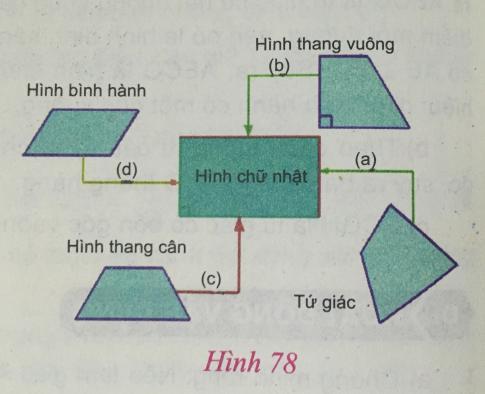 Hình thang vuông
(b)
Hình bình hành
(a)
Hình chữ nhật
(d)
Hình thang cân
(c)
Tứ giác
Hình 78